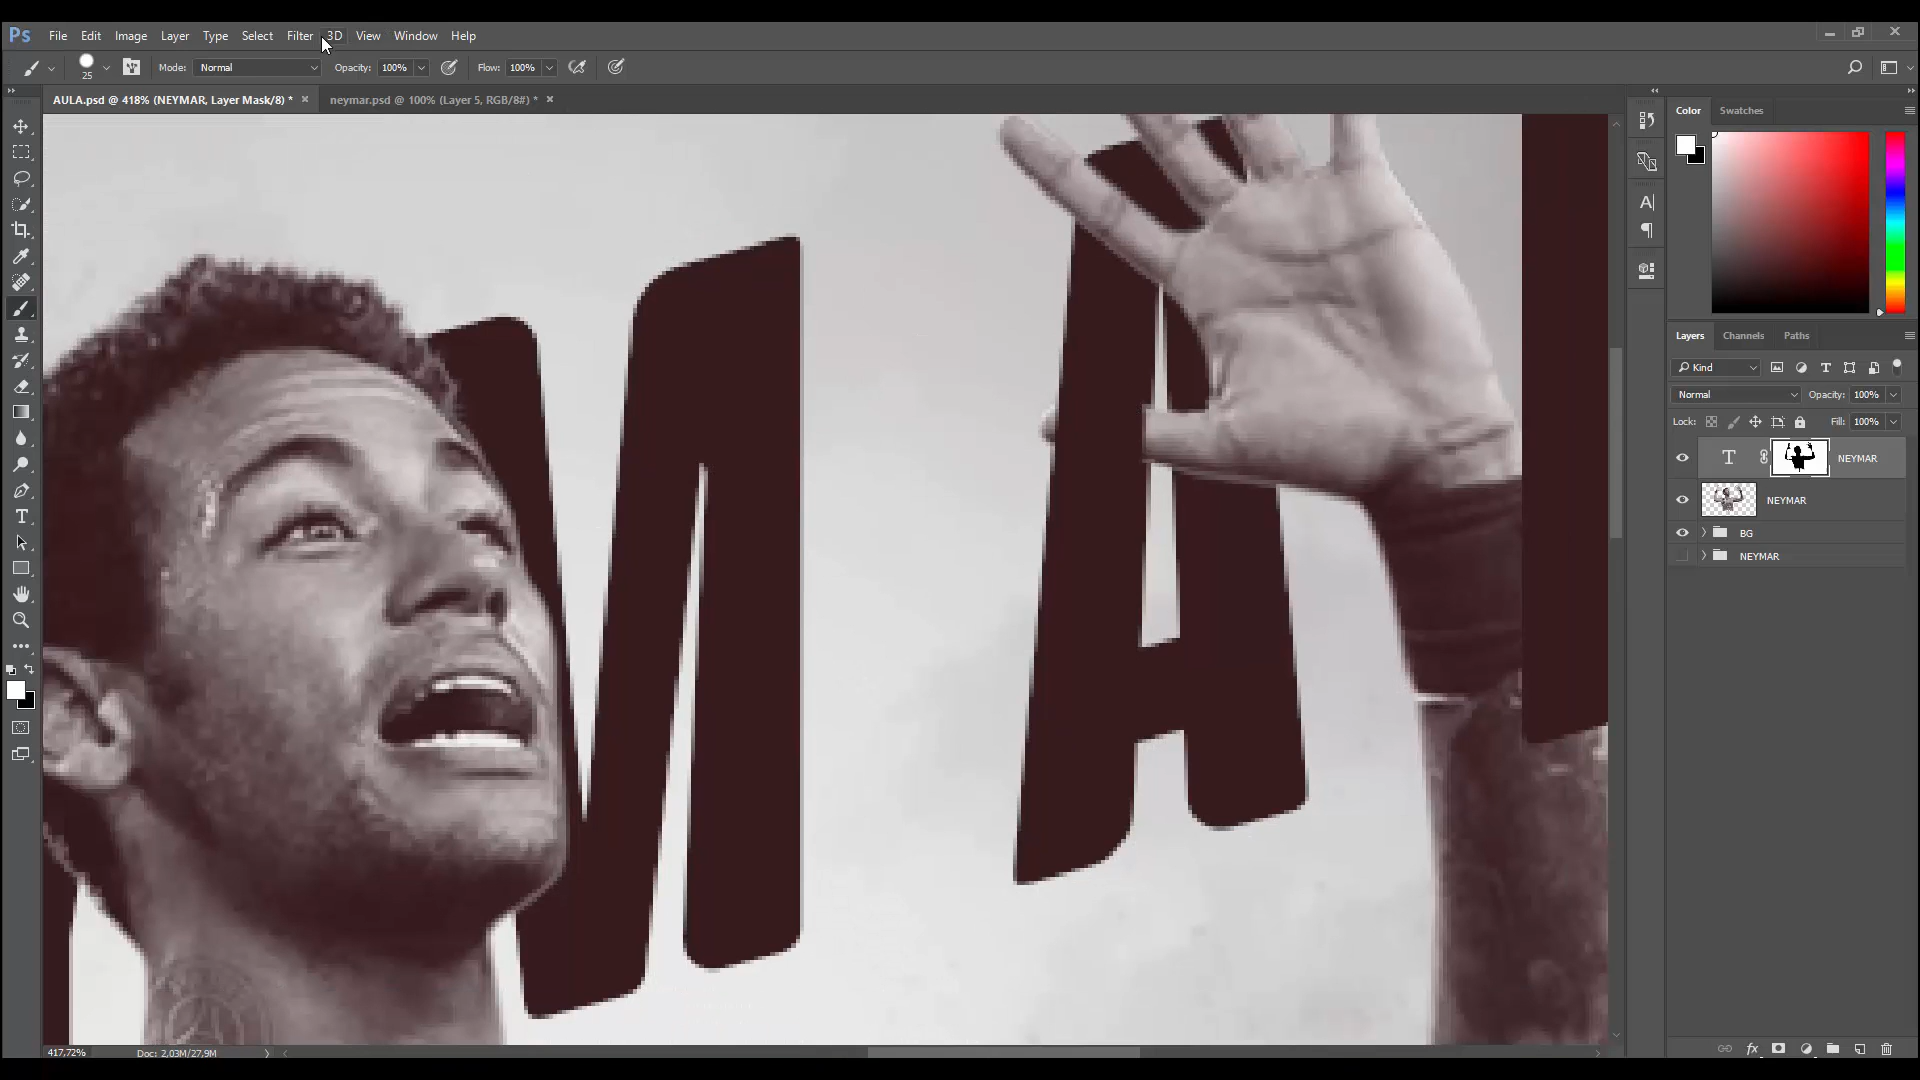 Ps File Edit Image Layer Type Select Filter 3D View Window Help
25 Mode: Normal Opacity: 100% Flow: 100%
AULA.psd @ 418% (NEYMAR, Layer Mask/8) * × neymar.psd @ 100% (Layer 5, RGB/8#) * ×
Color Swatches
Layers Channels Paths
Kind
Normal Opacity: 100%
Lock: Fill: 100%
NEYMAR
NEYMAR
BG
NEYMAR
M A
417,72% Doc: 2,03M/27,9M